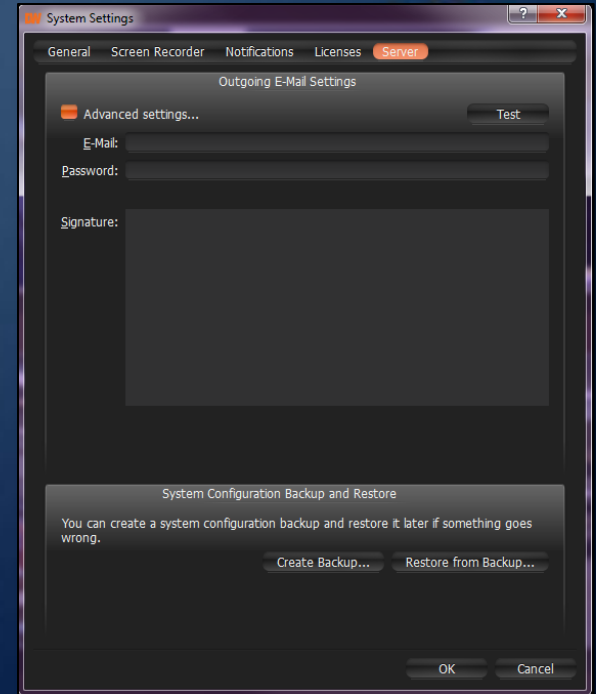 System Settings
?
X
General Screen Recorder Notifications Licenses Server
Outgoing E-Mail Settings
Advanced settings...
Test
E-Mail:
Password:
Signature:
System Configuration Backup and Restore
You can create a system configuration backup and restore it later if something goes
wrong.
Create Backup... Restore from Backup...
OK Cancel